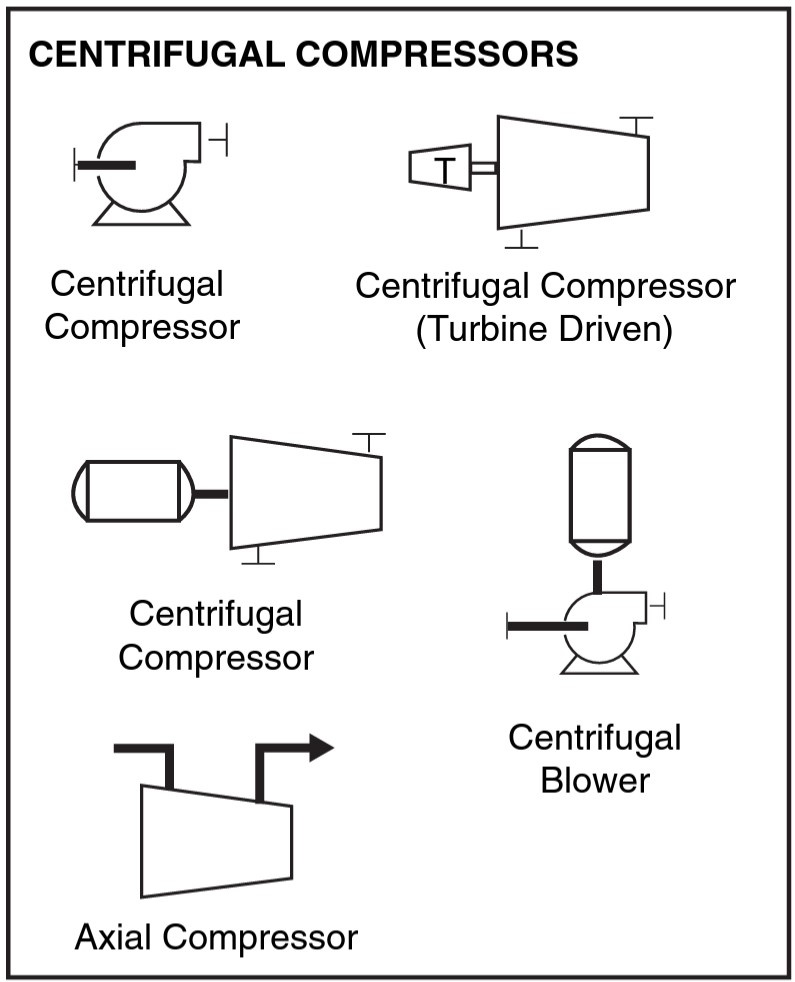 CENTRIFUGAL COMPRESSORS
Centrifugal
Compressor
T
Centrifugal Compressor
(Turbine Driven)
Centrifugal
Compressor
Centrifugal
Blower
Axial Compressor